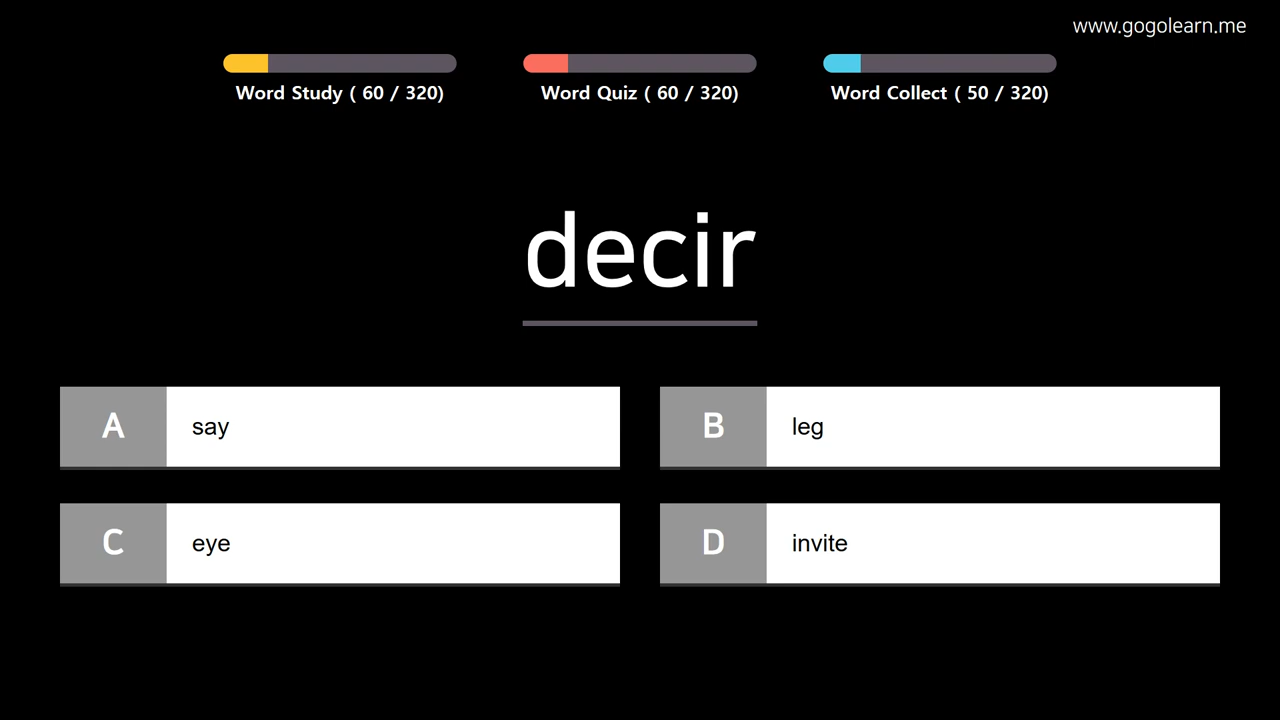 www.gogolearn.me
Word Study ( 60 / 320)
Word Quiz ( 60 / 320)
Word Collect ( 50 / 320)
decir
A say
B leg
C eye
D invite